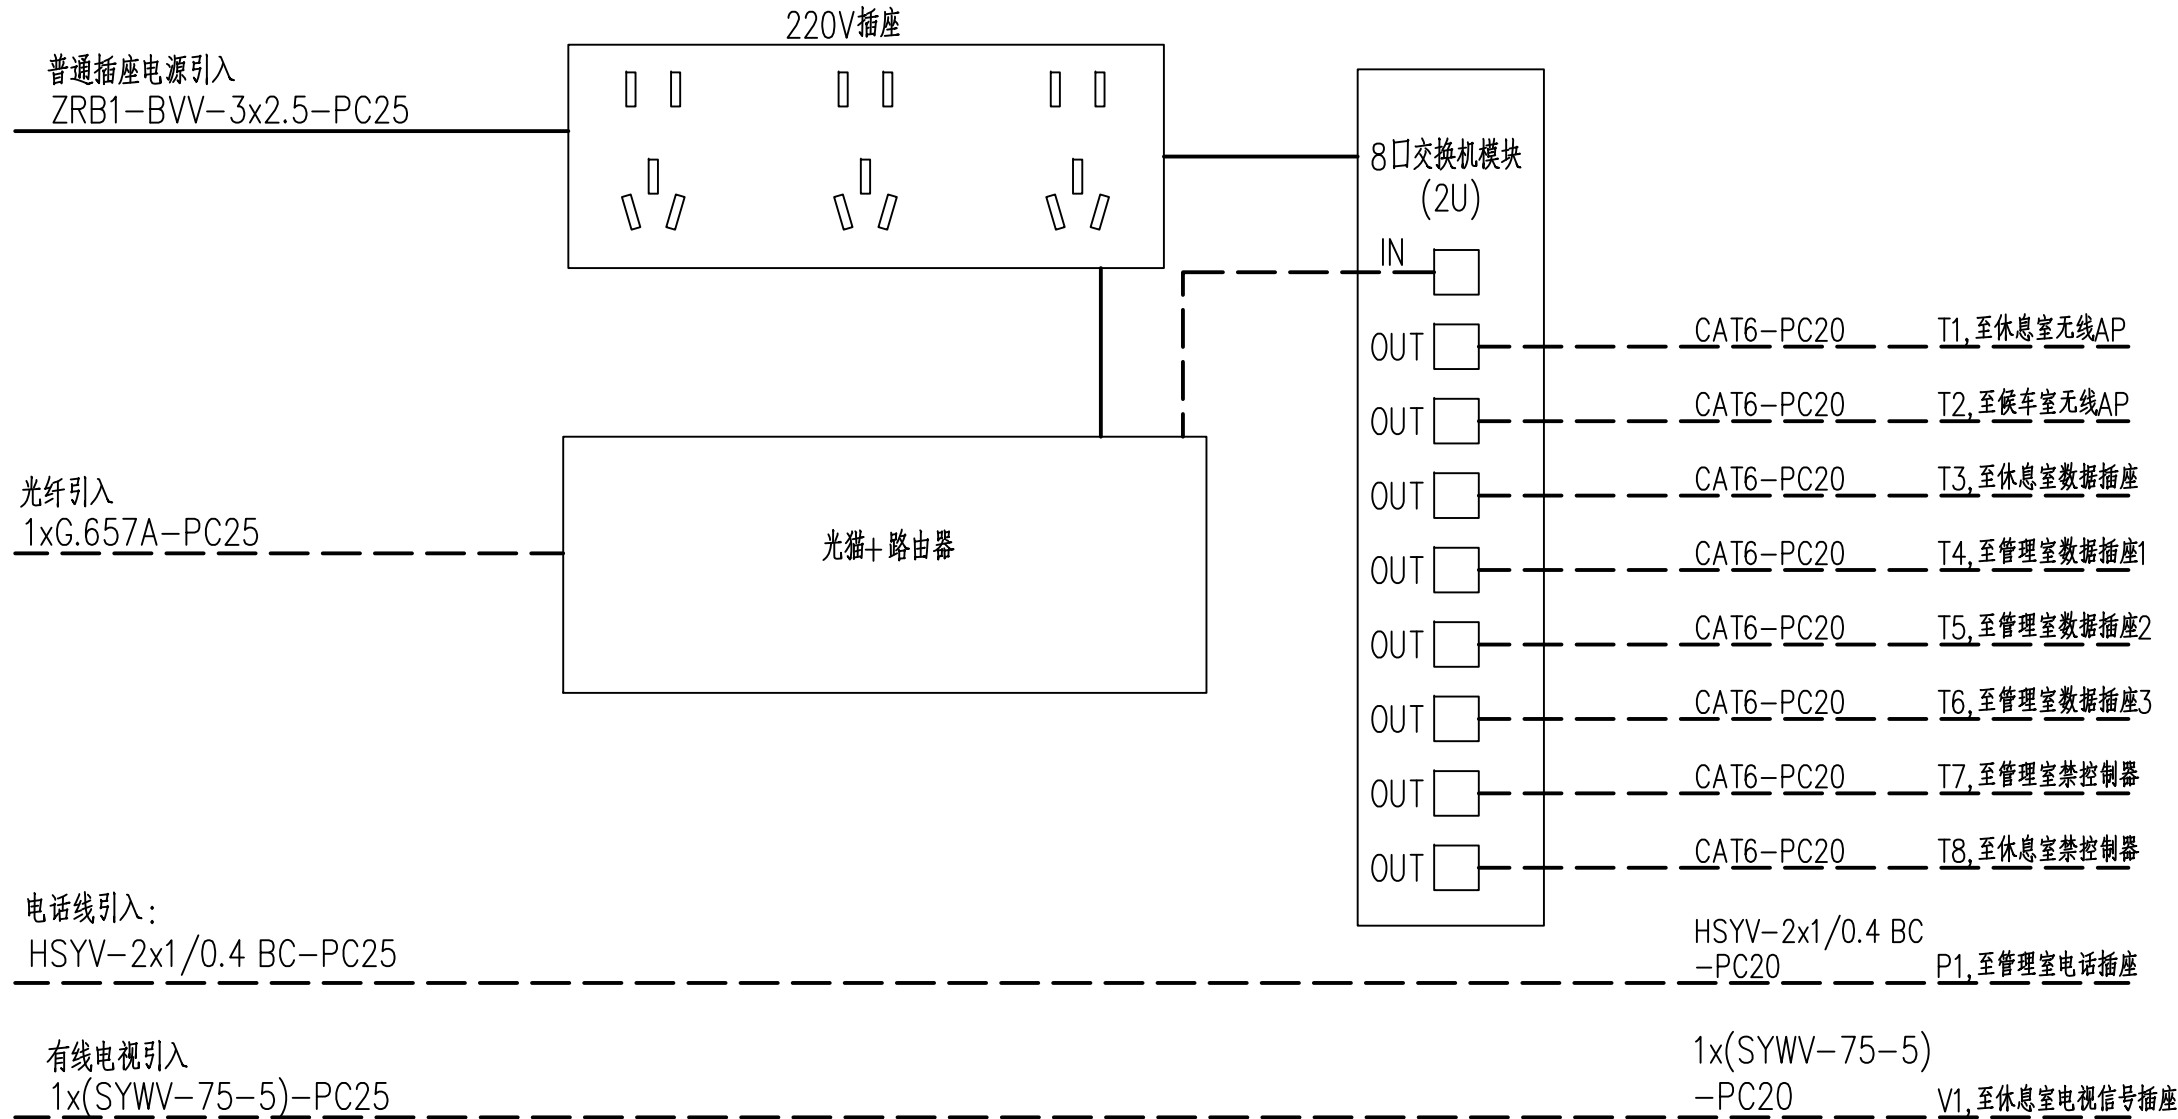 220V插座
普通插座电源引入
ZRB1-BVV-3x2.5-PC25
8口交换机模块
(2U)
IN
OUT
CAT6-PC20
T1,至休息室无线AP
OUT
CAT6-PC20
T2,至候车室无线AP
OUT
CAT6-PC20
T3,至休息室数据插座
光纤引入
1xG.657A-PC25
光猫+路由器
OUT
CAT6-PC20
T4,至管理室数据插座1
OUT
CAT6-PC20
T5,至管理室数据插座2
OUT
CAT6-PC20
T6,至管理室数据插座3
OUT
CAT6-PC20
T7,至管理室禁控制器
OUT
CAT6-PC20
T8,至休息室禁控制器
电话线引入:
HSYV-2x1/0.4 BC-PC25
HSYV-2x1/0.4 BC
-PC20
P1,至管理室电话插座
有线电视引入
1x(SYWV-75-5)-PC25
1x(SYWV-75-5)
-PC20
V1,至休息室电视信号插座